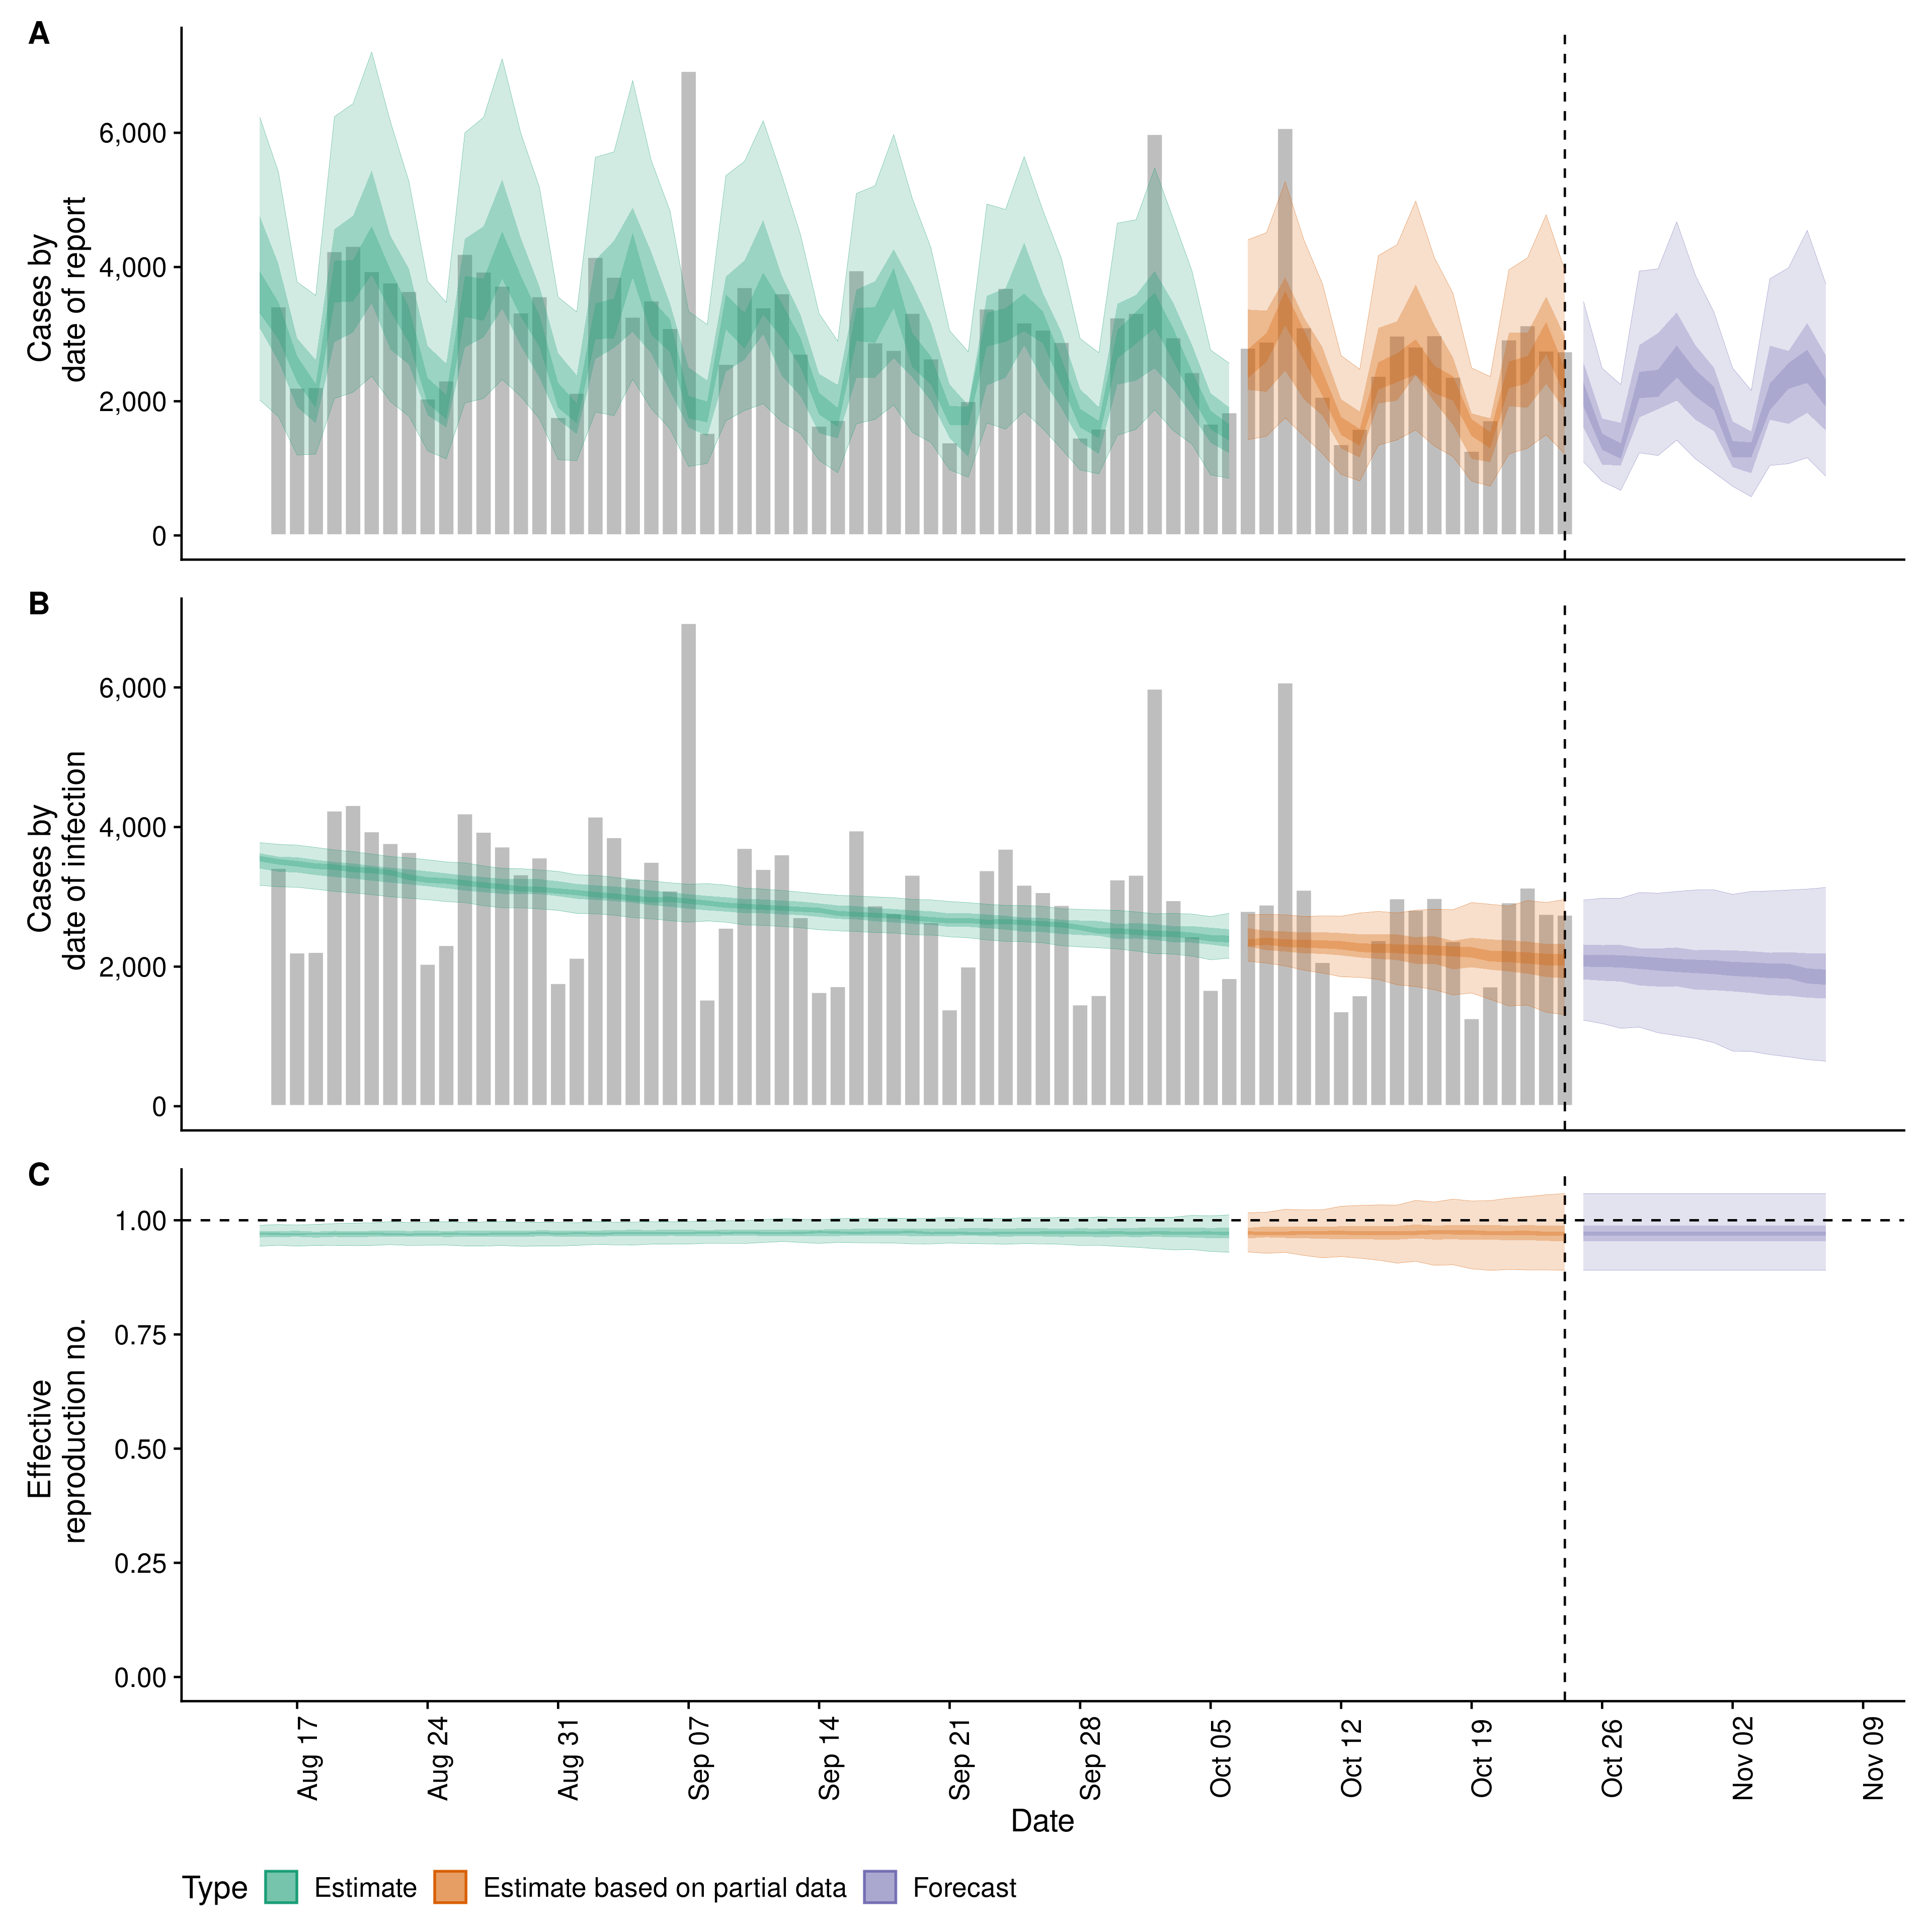 A
Cases by
date of report
6,000
4,000
2,000
0
B
Cases by
date of infection
6,000
4,000
2,000
0
C
Effective
reproduction no.
1.00
0.75
0.50
0.25
0.00
Aug 17
Aug 24
Aug 31
Sep 07
Sep 14
Sep 21
Sep 28
Oct 05
Oct 12
Oct 19
Oct 26
Nov 02
Nov 09
Date
Type
Estimate
Estimate based on partial data
Forecast